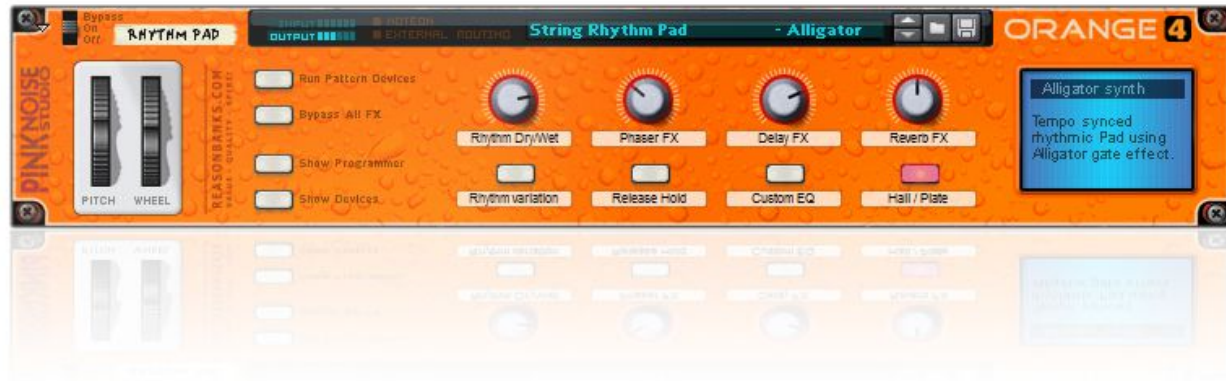 Bypass
On
Off
RHYTHM PAD
INPUT
OUTPUT
NOTEON
EXTERNAL ROUTING
String Rhythm Pad - Alligator
ORANGE 4
PINKNOISE
STUDIO
REASONBANKS.COM
PITCH WHEEL
Run Pattern Devices
Bypass All FX
Show Programmer
Show Devices
Rhythm Dry/Wet
Phaser FX
Delay FX
Reverb FX
Rhythm variation
Release Hold
Custom EQ
Hall / Plate
Alligator synth
Tempo synced
rhythmic Pad using
Alligator gate effect.